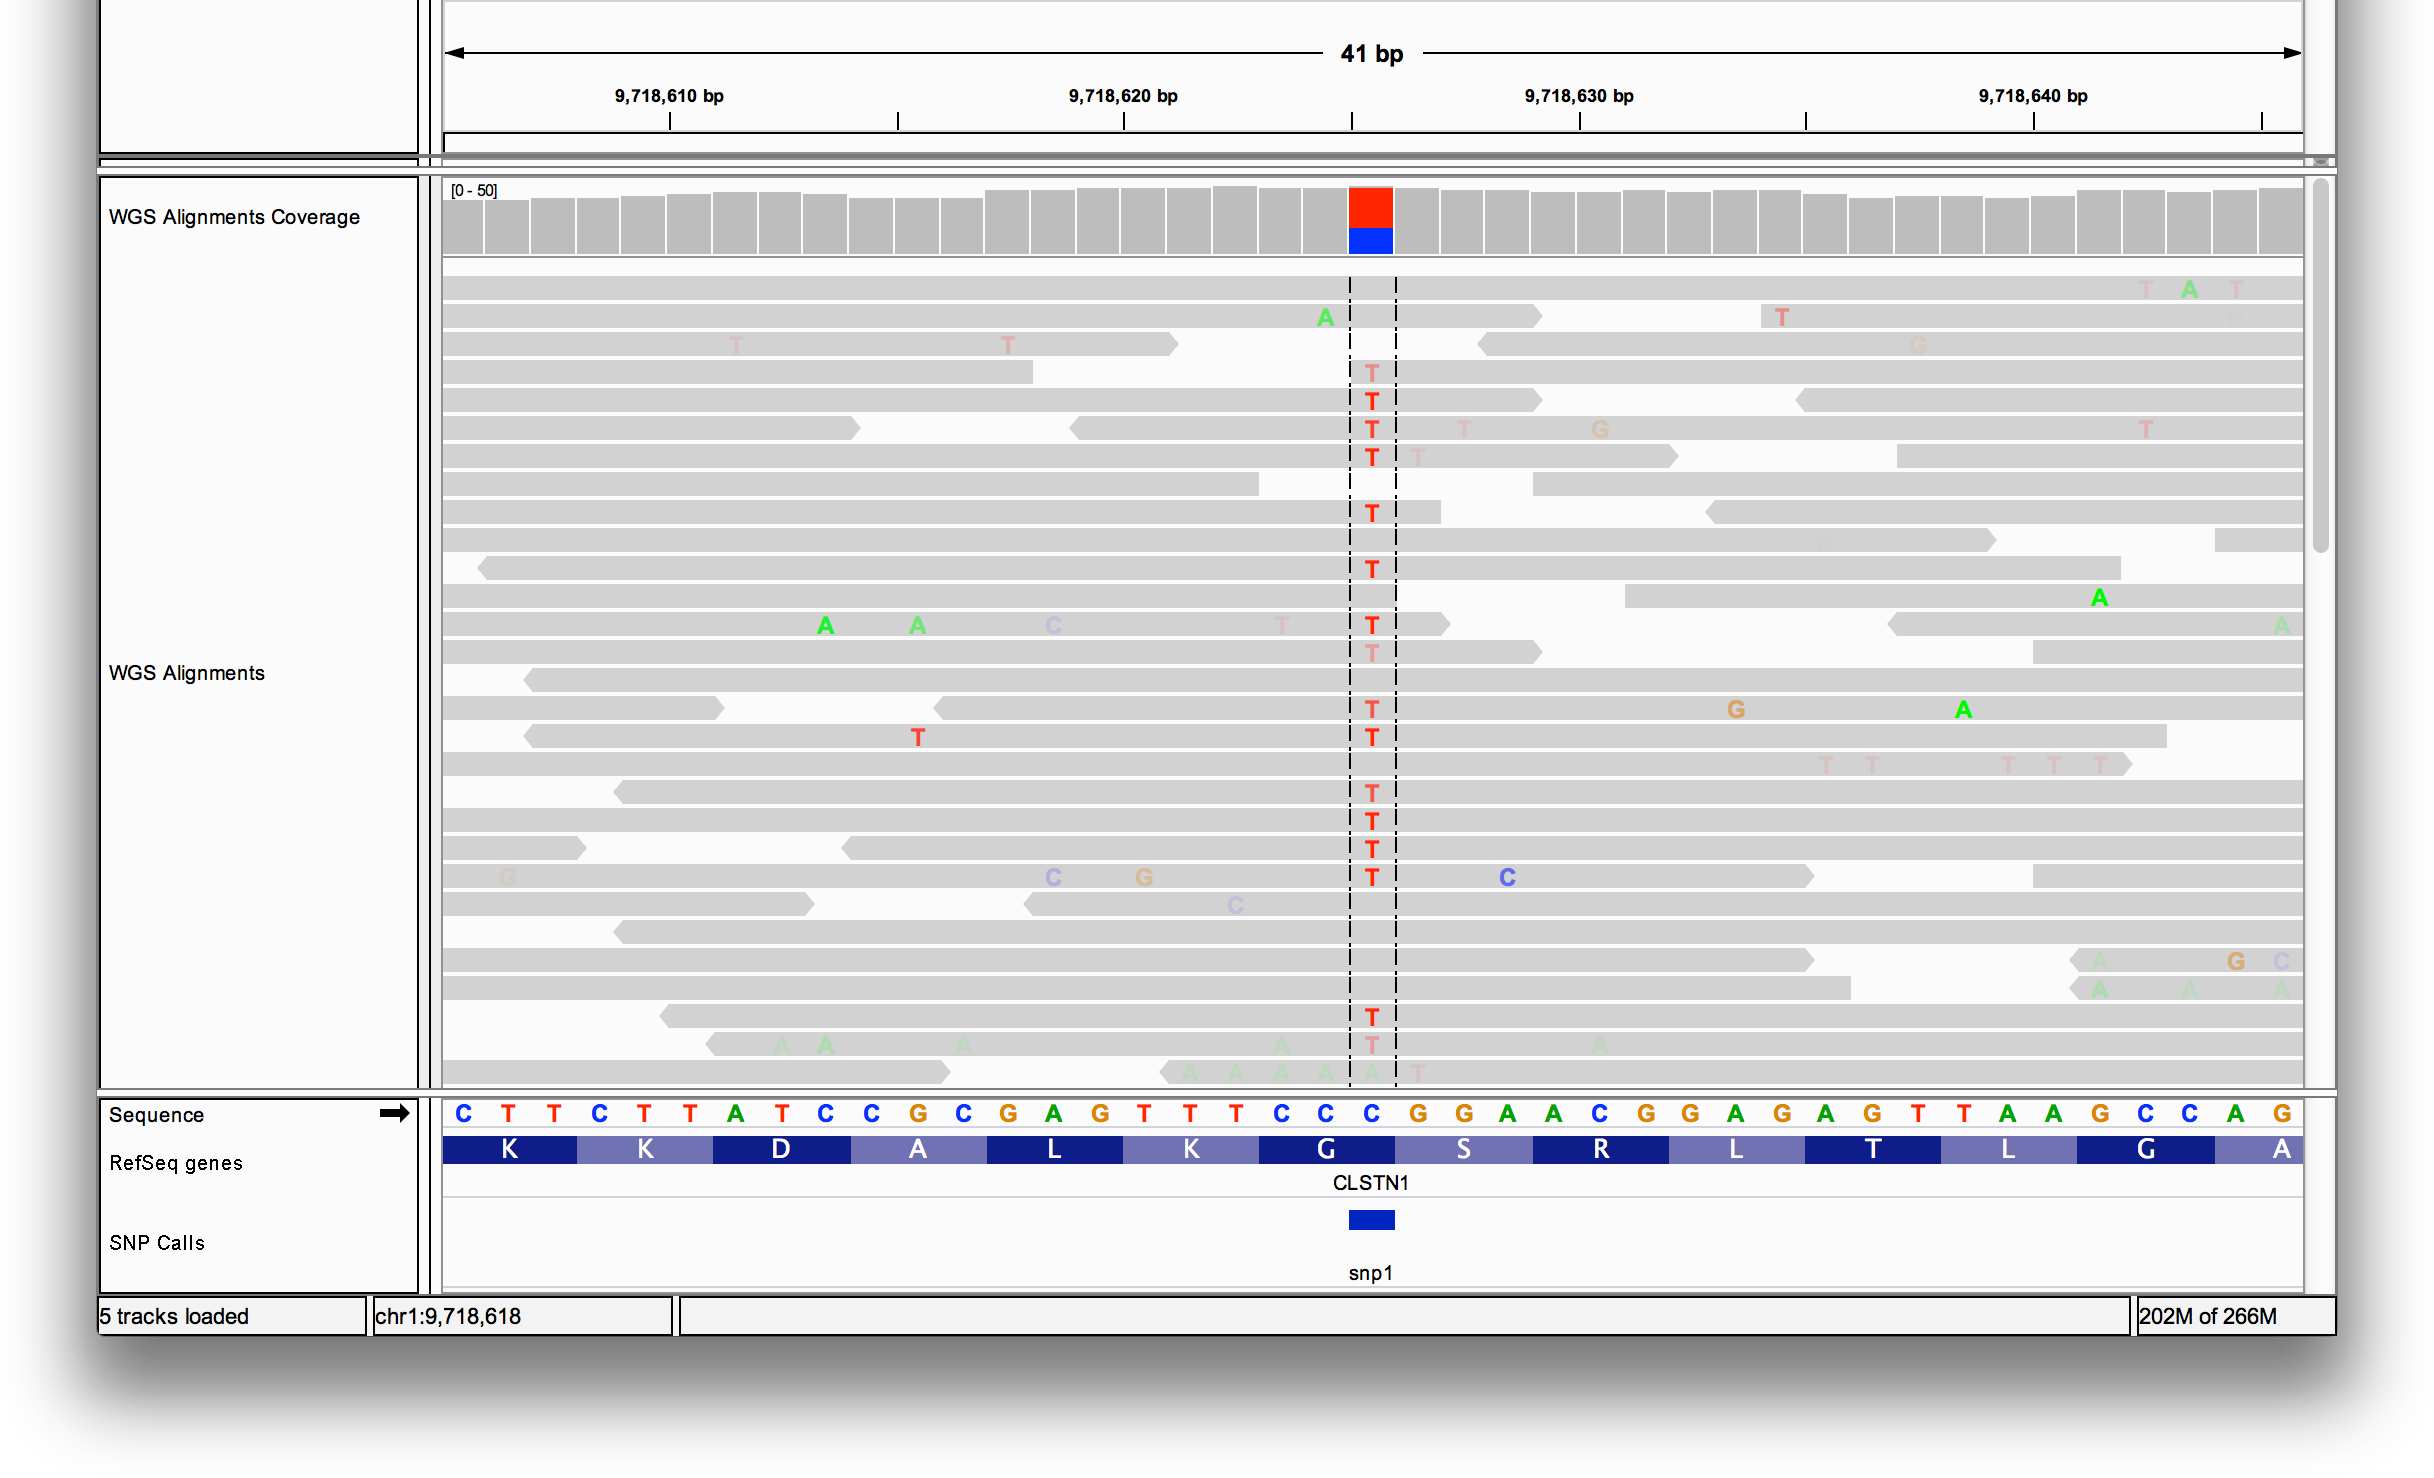 41 bp
9,718,610 bp 9,718,620 bp 9,718,630 bp 9,718,640 bp
[0 - 50]
WGS Alignments Coverage
T A T
A T N
T T G
T
T
T T G T
T T
T
N
T
A
A A C T T A
T
WGS Alignments
T G A
T T
T T T T T
T
T
T
G C G T C
C
A G C
A A A
T
A A A A T A
A A A A A T
Sequence C T T C T T A T C C G C G A G T T T C C C G G A A C G G A G A G T T A A G C C A G
K K D A L K G S R L T L G A
RefSeq genes
CLSTN1
SNP Calls
snp1
5 tracks loaded chr1:9,718,618 202M of 266M